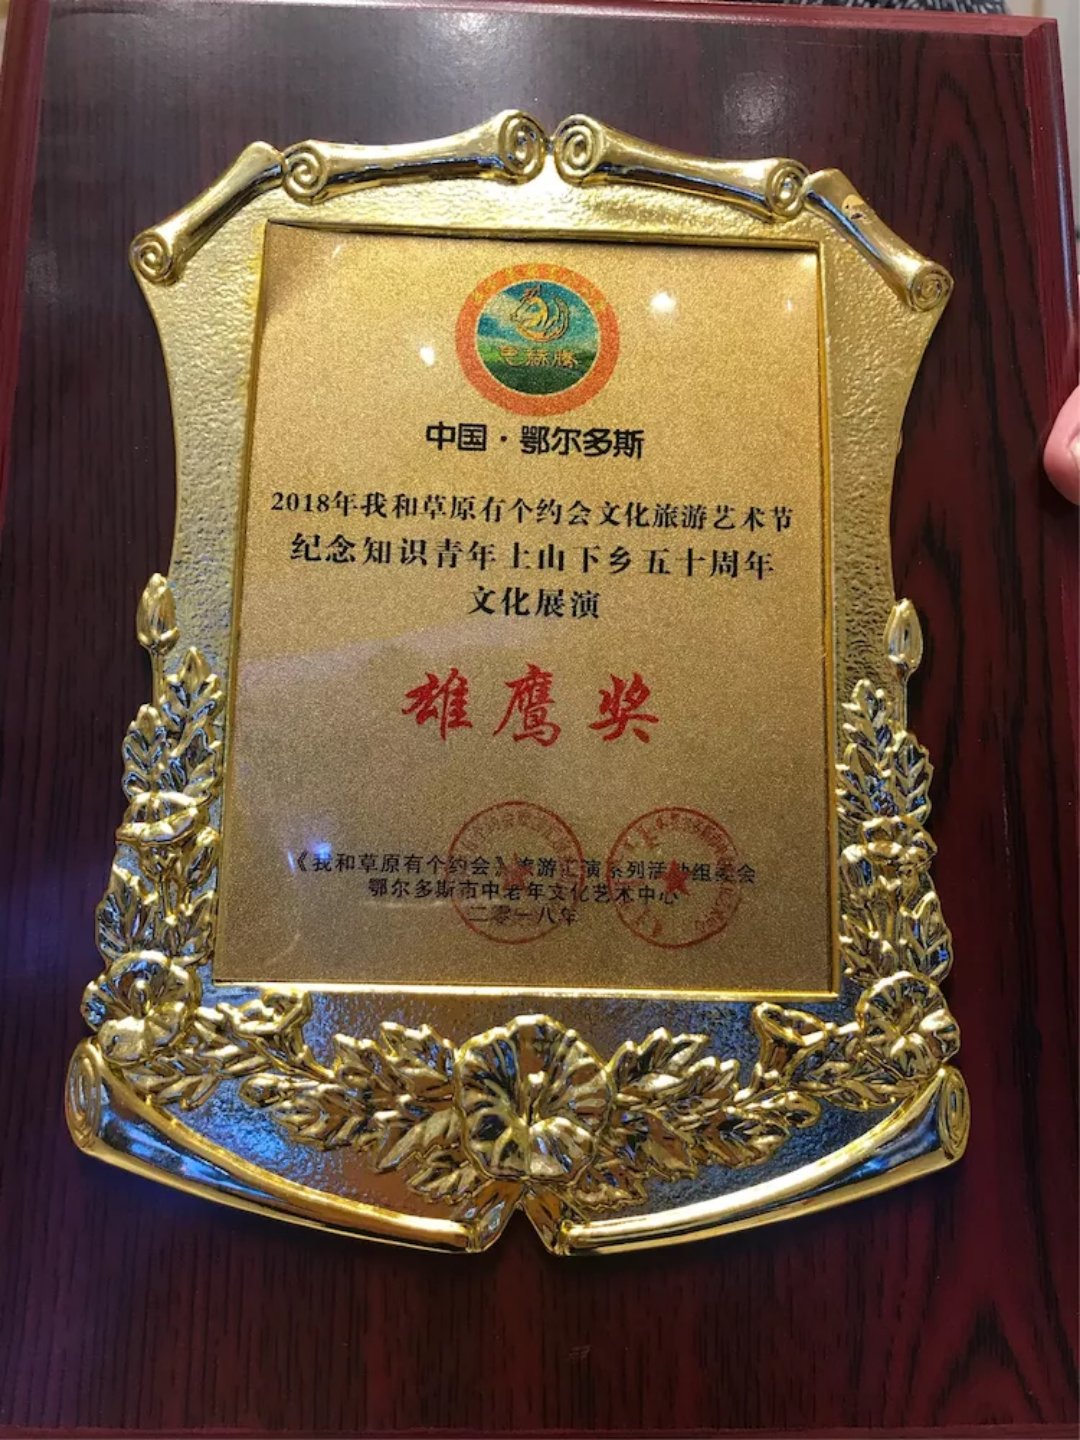 中国·鄂尔多斯
2018年我和草原有个约会文化旅游艺术节
纪念知识青年上山下乡五十周年
文化展演
雄鹰奖
《我和草原有个约会》旅游汇演系列活动组委会
鄂尔多斯市中老年文化艺术中心
二零一八年